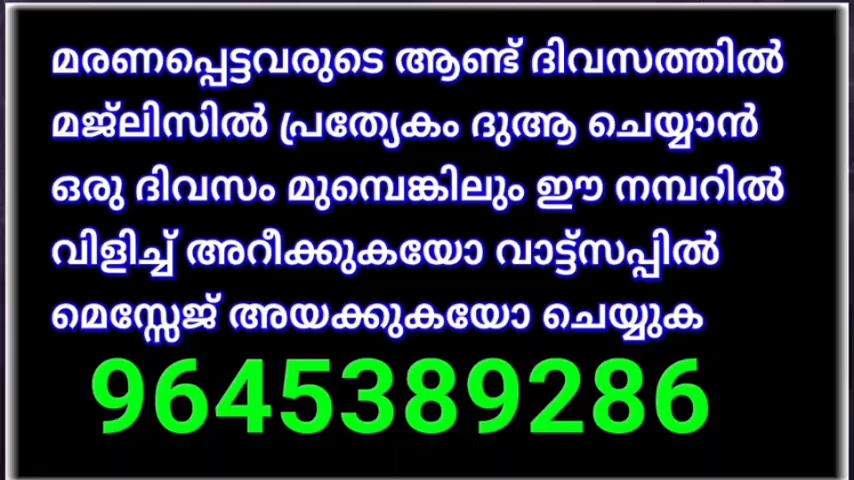 മരണപ്പെട്ടവരുടെ ആണ്ട് ദിവസത്തിൽ
മജ്ലിസിൽ പ്രത്യേകം ദുആ ചെയ്യാൻ
ഒരു ദിവസം മുമ്പെങ്കിലും ഈ നമ്പറിൽ
വിളിച്ച് അറീക്കുകയോ വാട്ട്സപ്പിൽ
മെസ്സേജ് അയക്കുകയോ ചെയ്യുക
9645389286